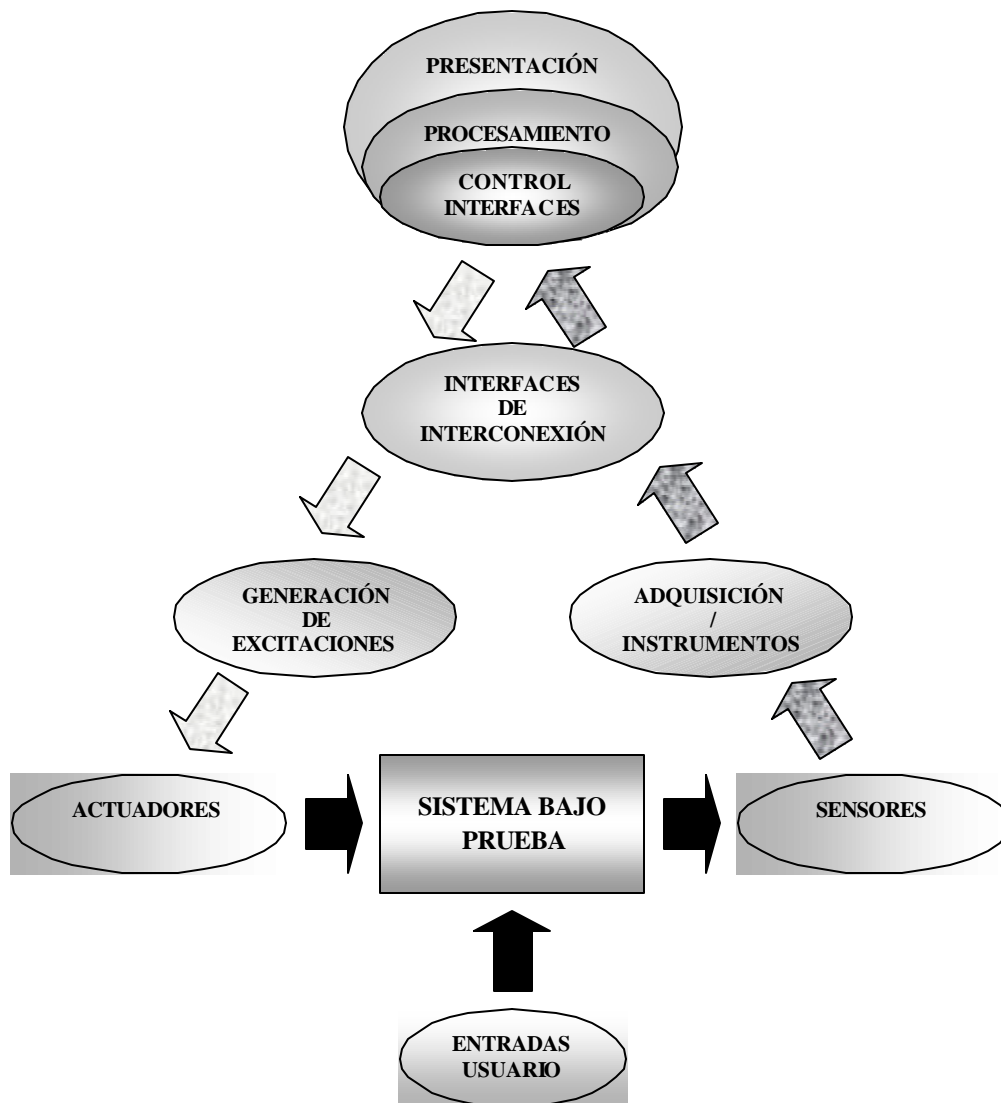 PRESENTACIÓN
PROCESAMIENTO
CONTROL
INTERFACES
INTERFACES
DE
INTERCONEXIÓN
GENERACIÓN
DE
EXCITACIONES
ADQUISICIÓN
/
INSTRUMENTOS
ACTUADORES
SISTEMA BAJO
PRUEBA
SENSORES
ENTRADAS
USUARIO